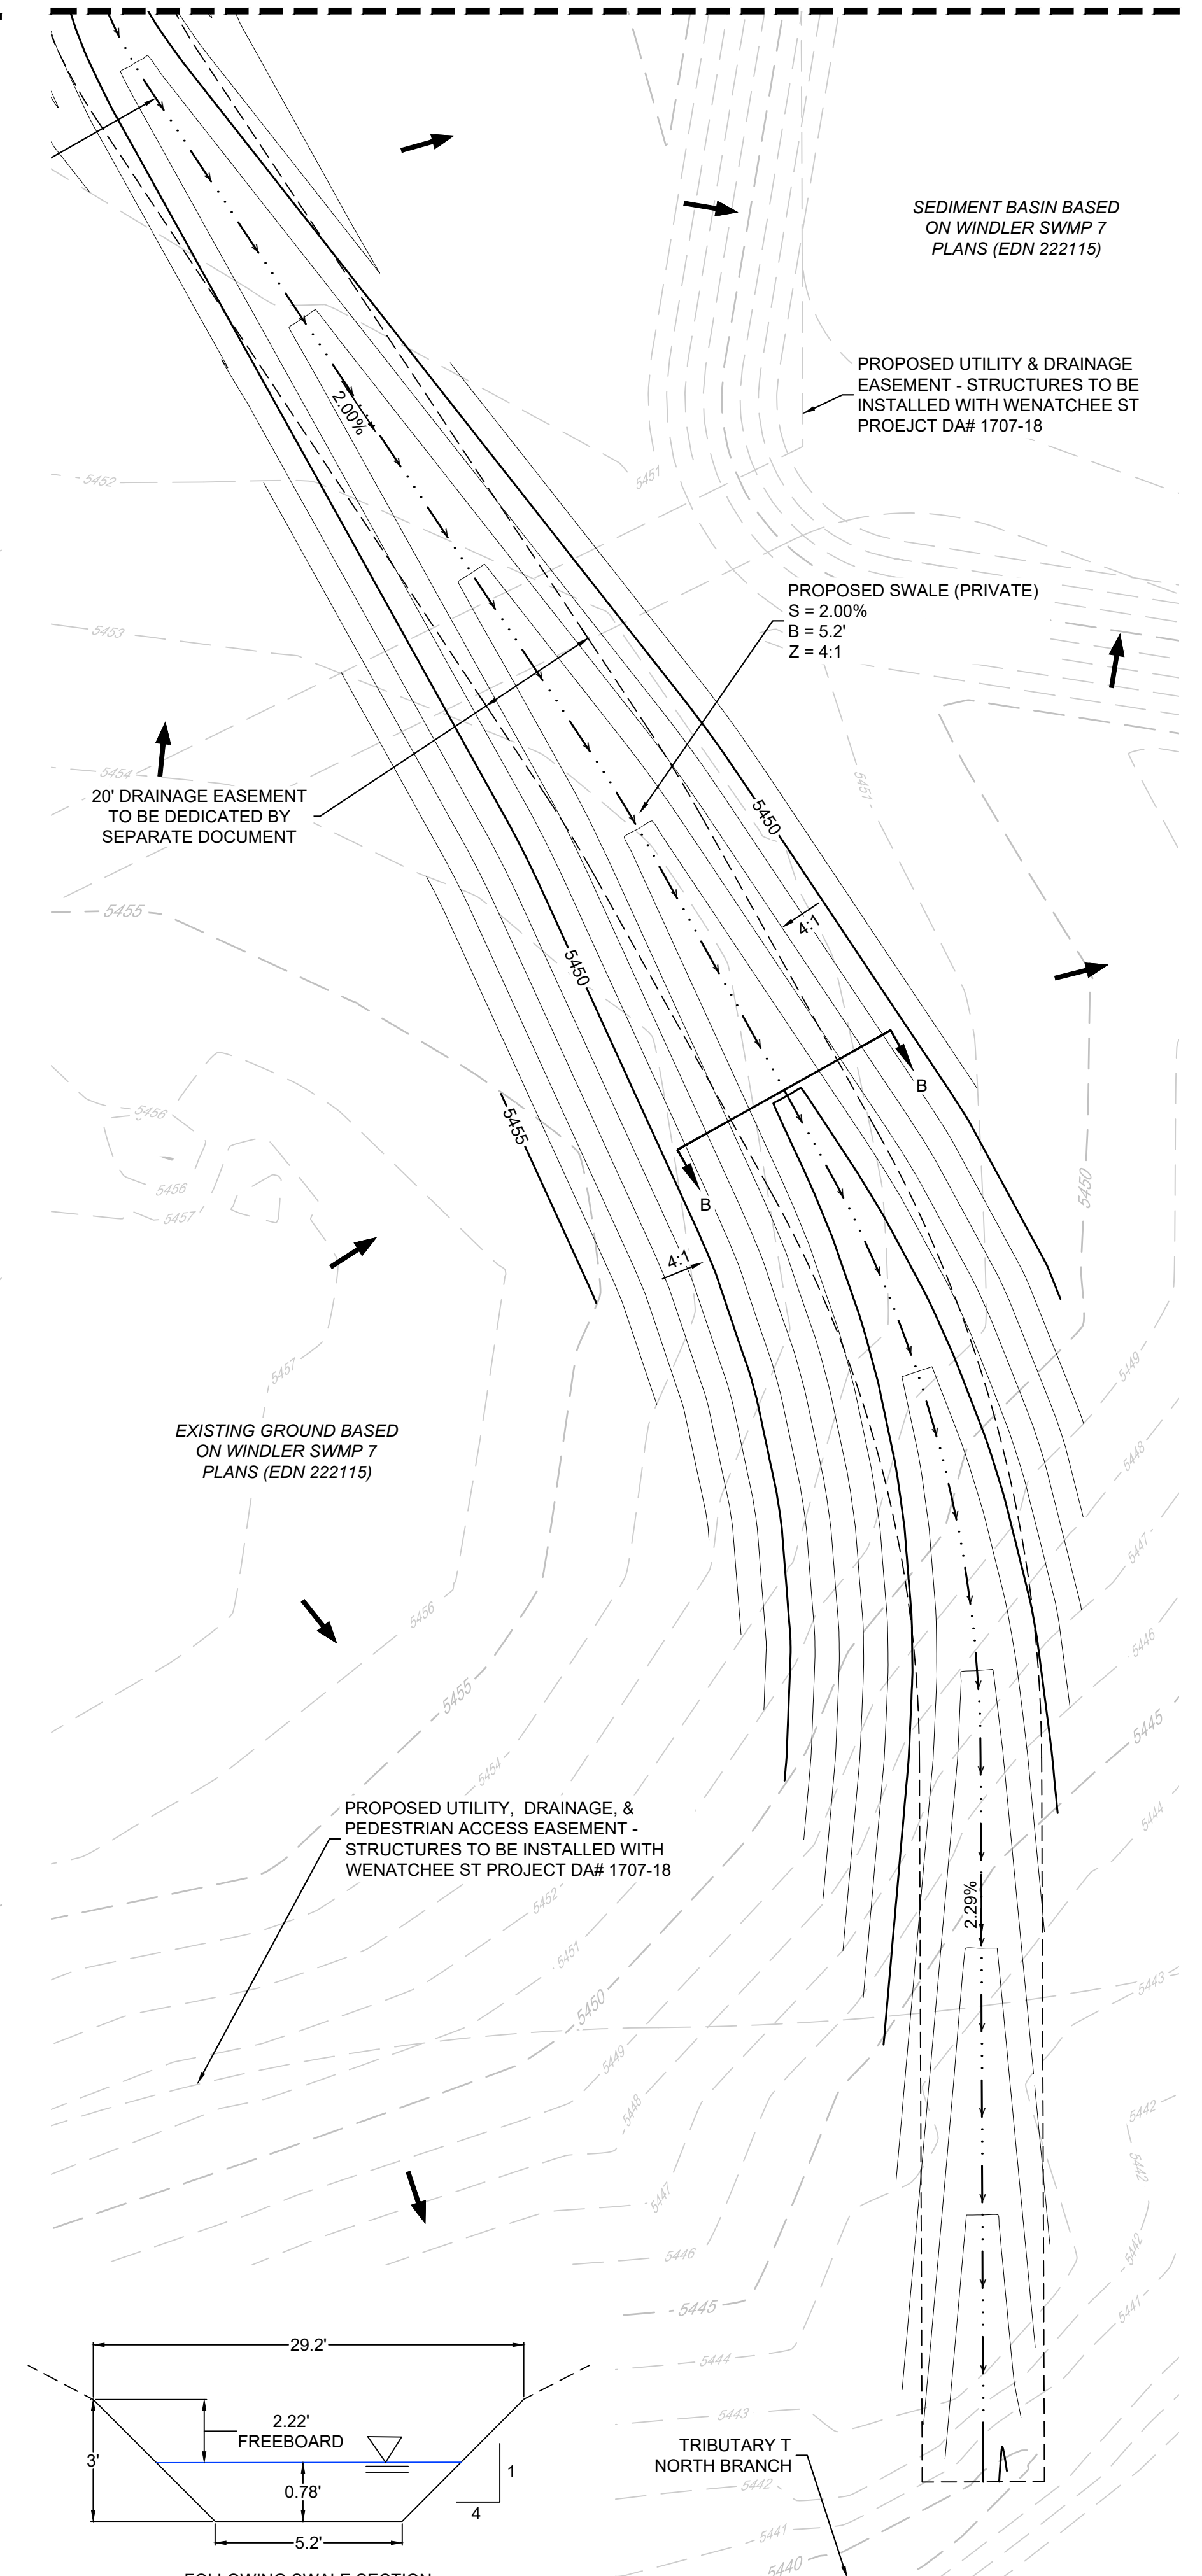 SEDIMENT BASIN BASED
ON WINDLER SWMP 7
PLANS (EDN 222115)
PROPOSED UTILITY & DRAINAGE
EASEMENT - STRUCTURES TO BE
INSTALLED WITH WENATCHEE ST
PROEJCT DA# 1707-18
2.00%
5452
5451
PROPOSED SWALE (PRIVATE)
S = 2.00%
B = 5.2'
Z = 4:1
5453
5454
5451
20' DRAINAGE EASEMENT
TO BE DEDICATED BY
SEPARATE DOCUMENT
5450
5455
4:1
5450
B
5456
5455
5456
5457
B
5450
4:1
5457
5449
EXISTING GROUND BASED
ON WINDLER SWMP 7
PLANS (EDN 222115)
5448
5447
5456
5446
5455
5445
5454
PROPOSED UTILITY, DRAINAGE, &
PEDESTRIAN ACCESS EASEMENT -
STRUCTURES TO BE INSTALLED WITH
WENATCHEE ST PROJECT DA# 1707-18
5444
5452
2.29%
5451
5443
5450
5449
5448
5442
5442
5447
5446
5442
5445
5441
29.2'
5444
5443
2.22'
FREEBOARD
3'
0.78'
1
4
5.2'
TRIBUTARY T
NORTH BRANCH
5442
5441
5440
FOLLOWING SWALE SECTION